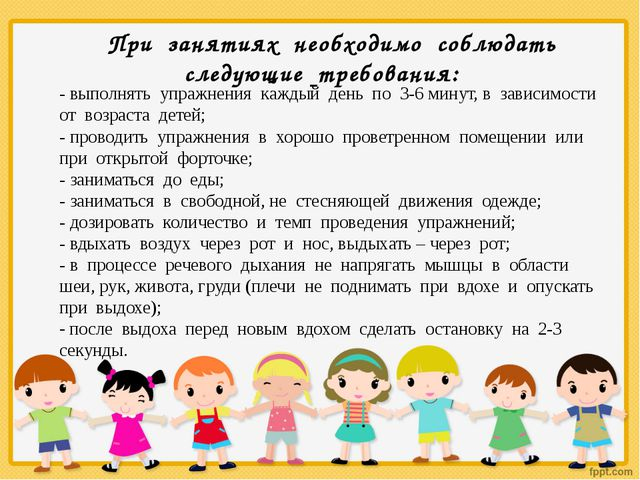 При занятиях необходимо соблюдать
следующие требования:
- выполнять упражнения каждый день по 3-6 минут, в зависимости
от возраста детей;
- проводить упражнения в хорошо проветренном помещении или
при открытой форточке;
- заниматься до еды;
- заниматься в свободной, не стесняющей движения одежде;
- дозировать количество и темп проведения упражнений;
- вдыхать воздух через рот и нос, выдыхать – через рот;
- в процессе речевого дыхания не напрягать мышцы в области
шеи, рук, живота, груди (плечи не поднимать при вдохе и опускать
при выдохе);
- после выдоха перед новым вдохом сделать остановку на 2-3
секунды.
fppt.com